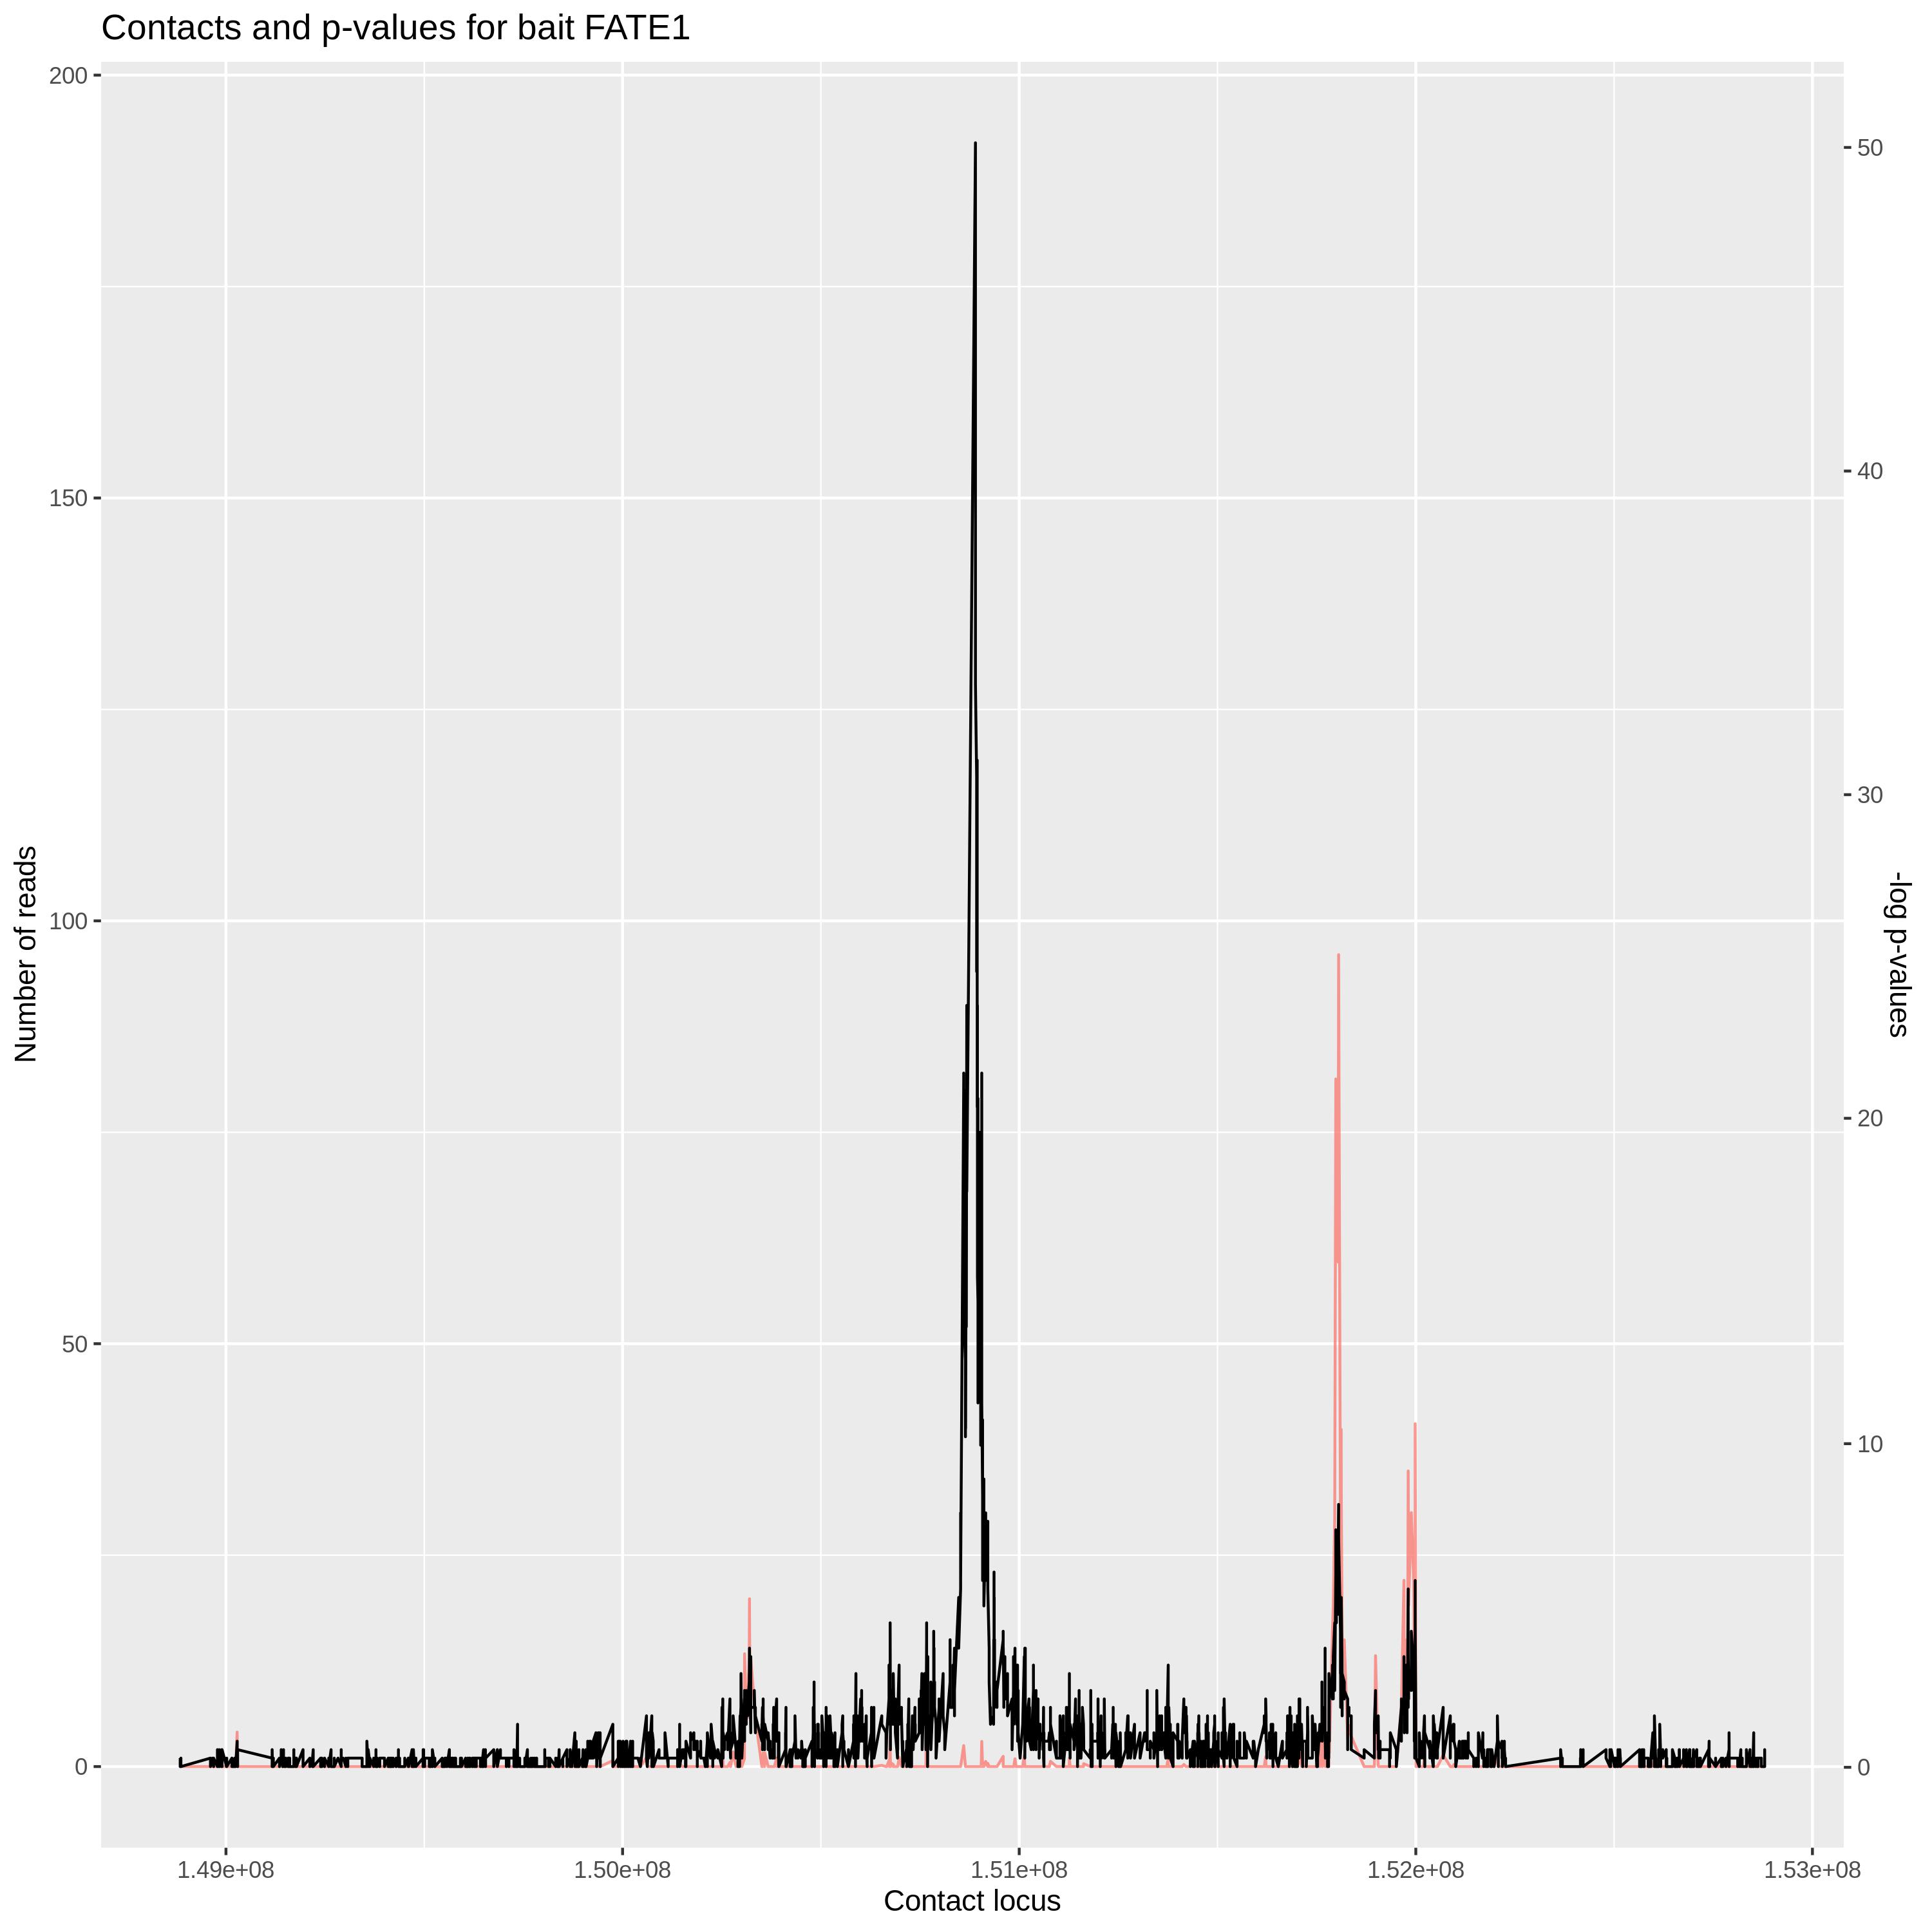 Contacts and p-values for bait FATE1
200
150
100
50
0
Number of reads
50
40
30
20
10
0
-log p-values
1.49e+08
1.50e+08
1.51e+08
1.52e+08
1.53e+08
Contact locus